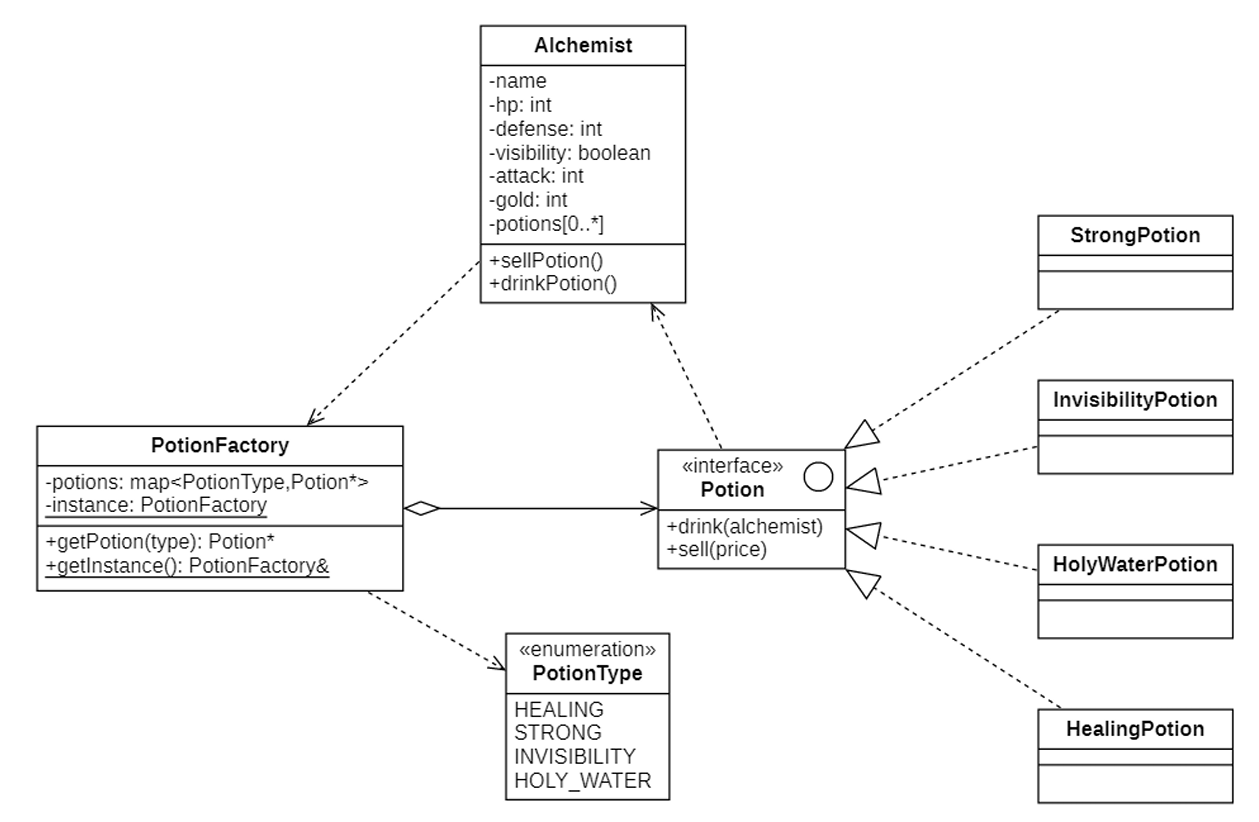 Alchemist
-name
-hp: int
-defense: int
-visibility: boolean
-attack: int
-gold: int
-potions[0..*]
+sellPotion()
+drinkPotion()
StrongPotion
InvisibilityPotion
PotionFactory
-potions: map<PotionType,Potion*>
-instance: PotionFactory
+getPotion(type): Potion*
+getInstance(): PotionFactory&
«interface»
Potion
+drink(alchemist)
+sell(price)
HolyWaterPotion
«enumeration»
PotionType
HEALING
STRONG
INVISIBILITY
HOLY_WATER
HealingPotion